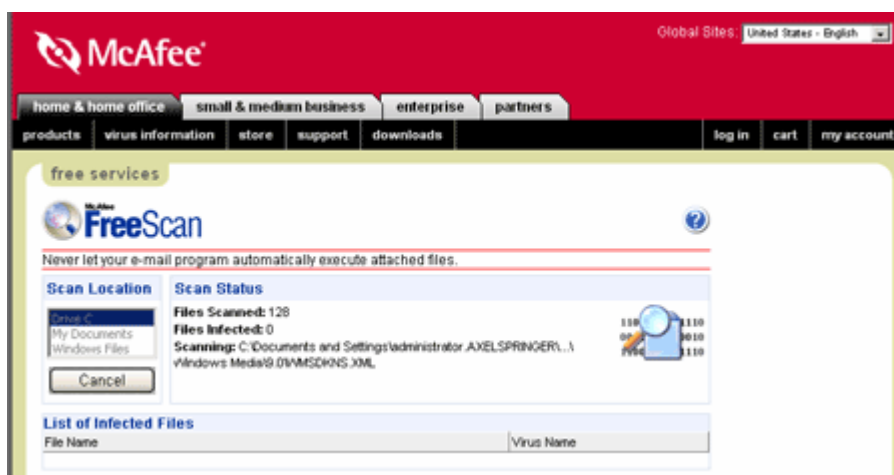 Global Sites: United States - English
McAfee
home & home office small & medium business enterprise partners
products virus information store support downloads log in cart my account
free services
McAfee
FreeScan
?
Never let your e-mail program automatically execute attached files.
Scan Location Scan Status
Drive C
My Documents
Windows Files
Cancel
Files Scanned: 128
Files Infected: 0
Scanning: C:\Documents and Settings\administrator.AXELSPRINGER\...\
Windows Media\9.0\WMSDKNS.XML
List of Infected Files
File Name Virus Name